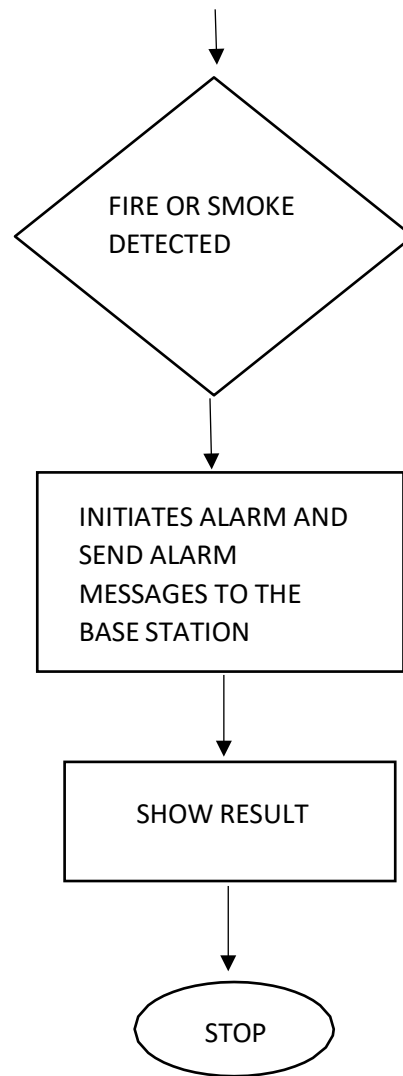 FIRE OR SMOKE
DETECTED
INITIATES ALARM AND
SEND ALARM
MESSAGES TO THE
BASE STATION
SHOW RESULT
STOP